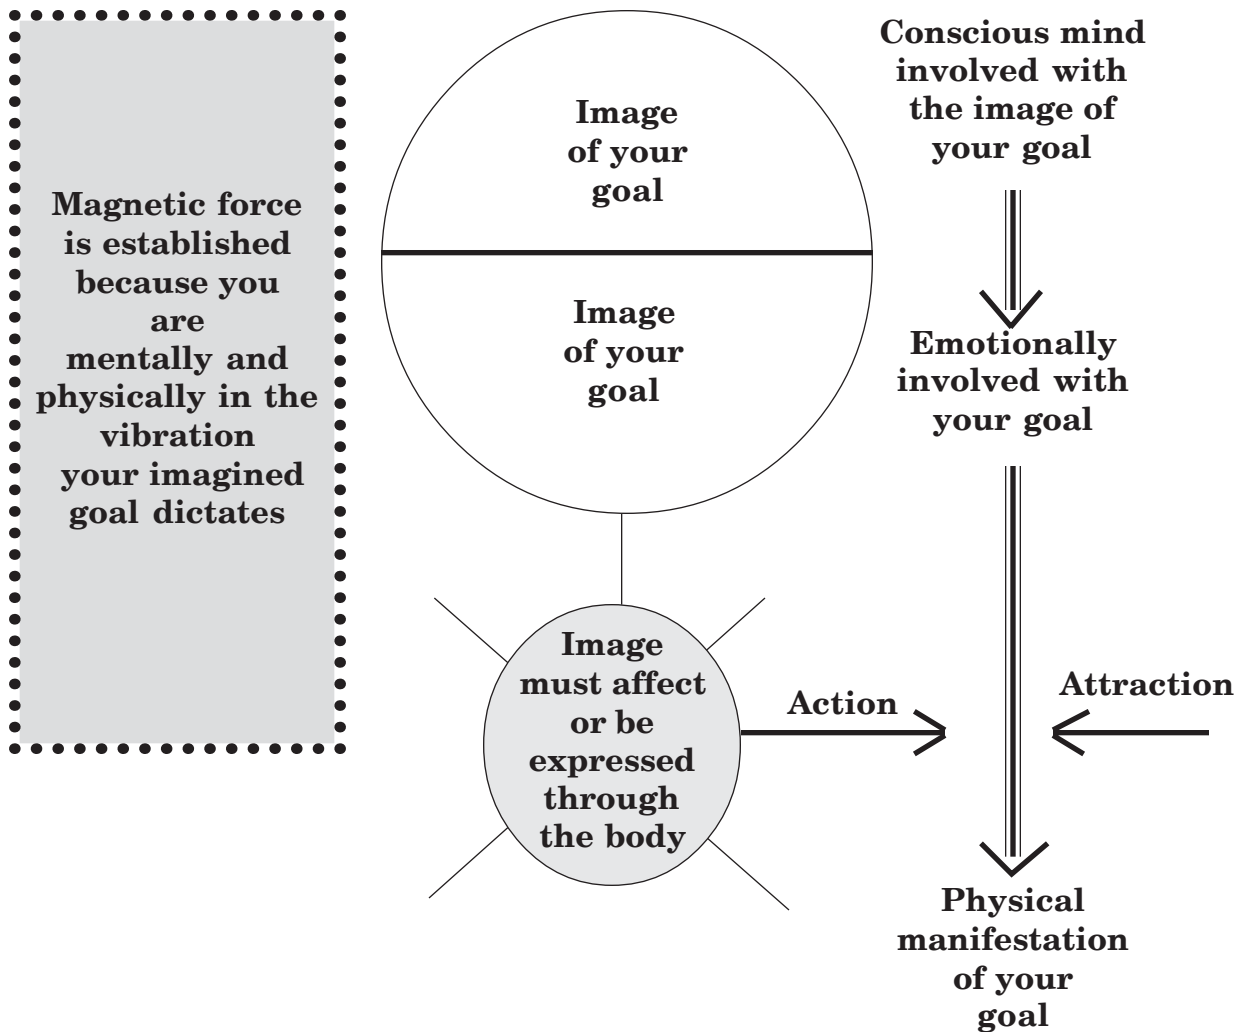 Magnetic force
is established
because you
are
mentally and
physically in the
vibration
your imagined
goal dictates
Image
of your
goal
Image
of your
goal
Image
must affect
or be
expressed
through
the body
Conscious mind
involved with
the image of
your goal
Emotionally
involved with
your goal
Action
Attraction
Physical
manifestation
of your
goal